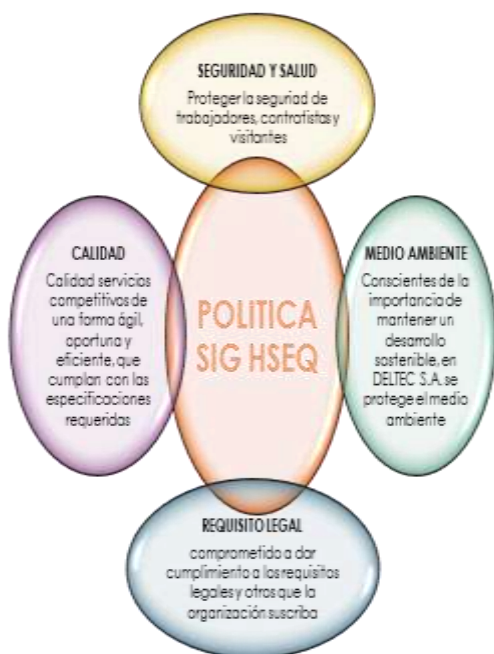 SEGURIDAD Y SALUD
Proteger la seguriad de
trabajadores, contratistas y
visitantes
CALIDAD
Calidad servicios
competitivos de
una forma ágil,
oportuna y
eficiente, que
cumplan con las
especificaciones
requeridas
POLITICA
SIG HSEQ
MEDIO AMBIENTE
Conscientes de la
importancia de
mantener un
desarrollo
sostenible, en
DELTEC S.A. se
protege el medio
ambiente
REQUISITO LEGAL
comprometido a dar
cumplimiento a los requisitos
legales y otros que la
organización suscriba